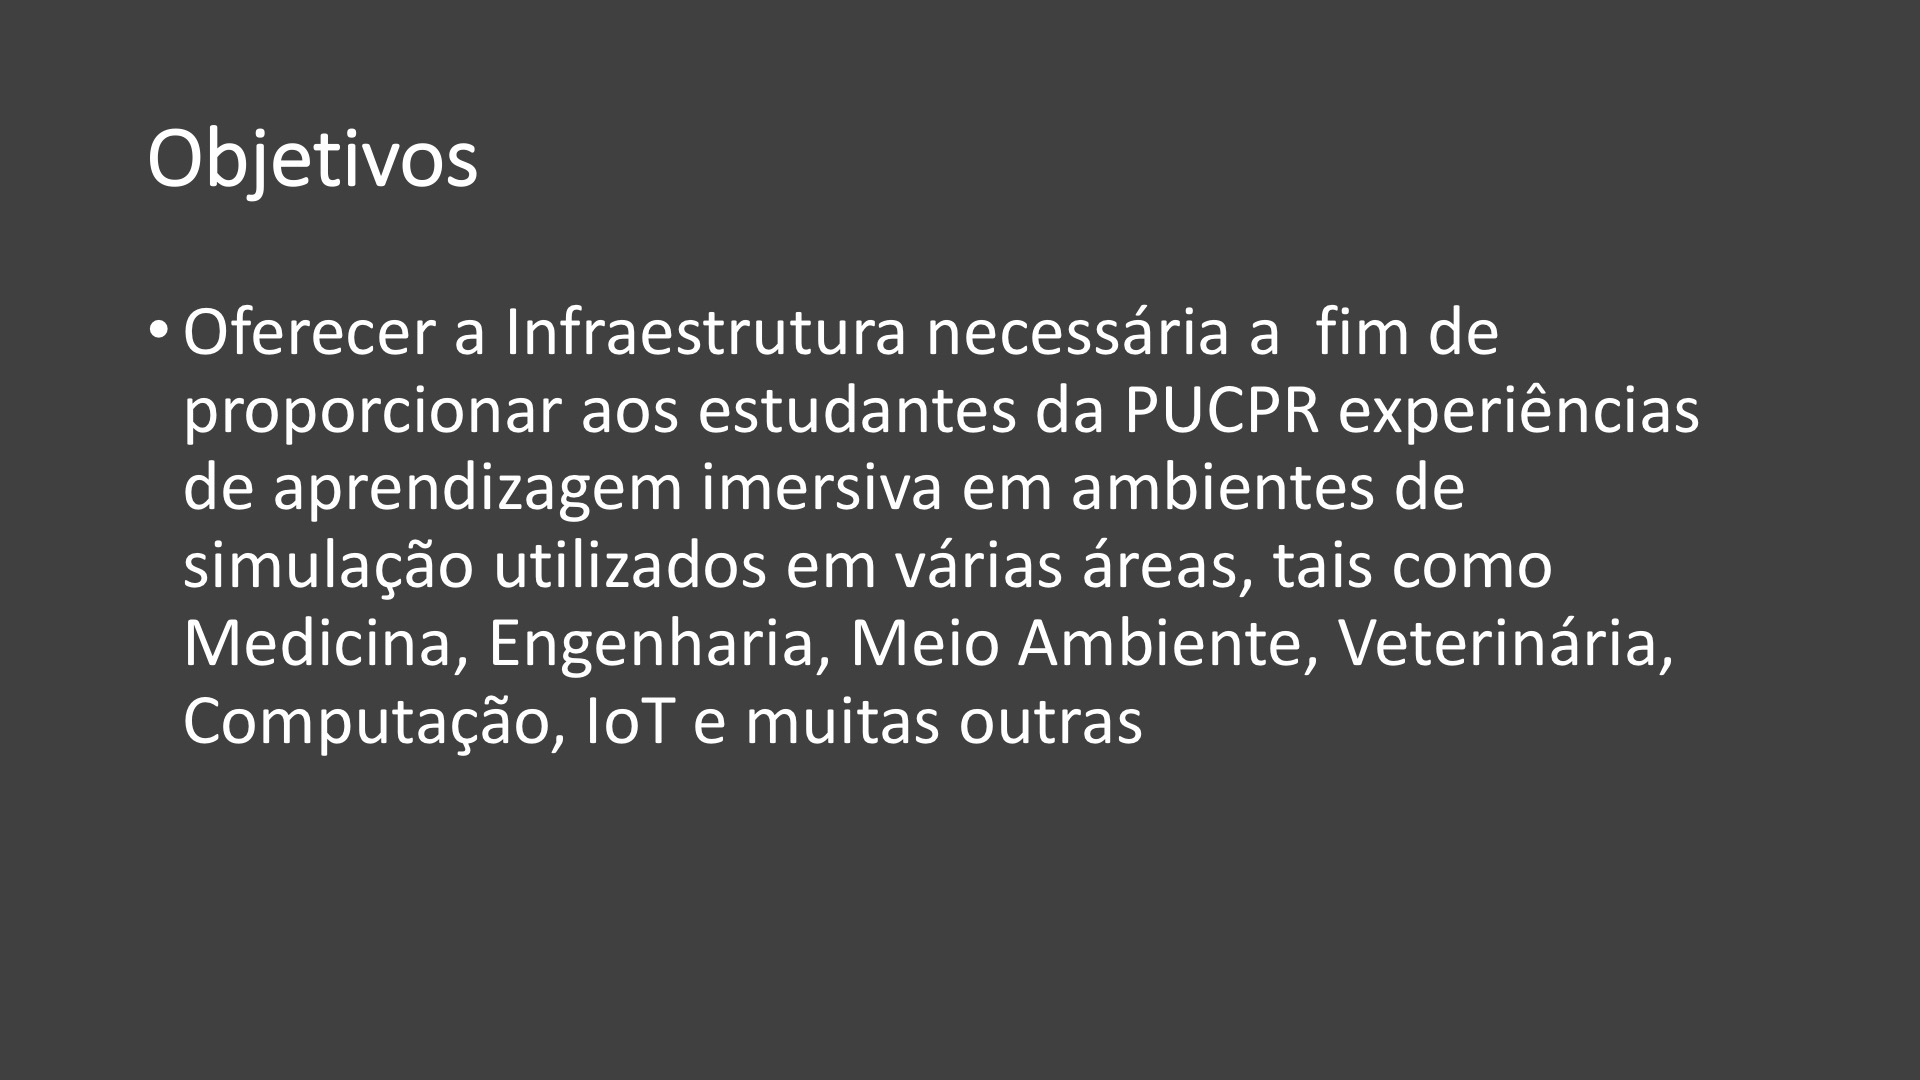 Objetivos
• Oferecer a Infraestrutura necessária a  fim de
proporcionar aos estudantes da PUCPR experiências
de aprendizagem imersiva em ambientes de
simulação utilizados em várias áreas, tais como
Medicina, Engenharia, Meio Ambiente, Veterinária,
Computação, IoT e muitas outras